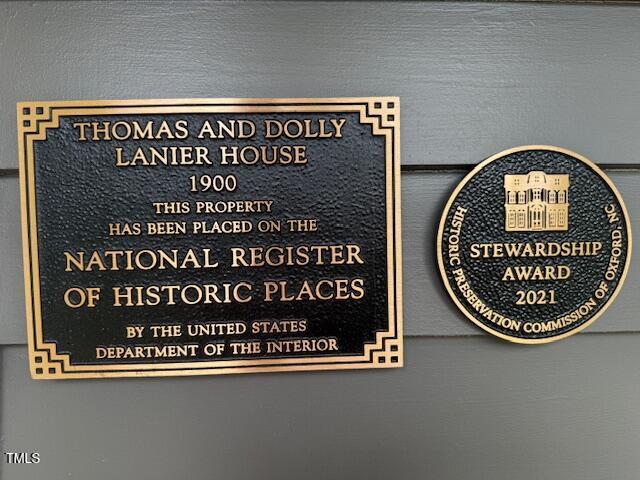 THOMAS AND DOLLY
LANIER HOUSE
1900
THIS PROPERTY
HAS BEEN PLACED ON THE
NATIONAL REGISTER
OF HISTORIC PLACES
BY THE UNITED STATES
DEPARTMENT OF THE INTERIOR
STEWARDSHIP
AWARD
2021
HISTORIC PRESERVATION COMMISSION OF OXFORD, NC
TMLS